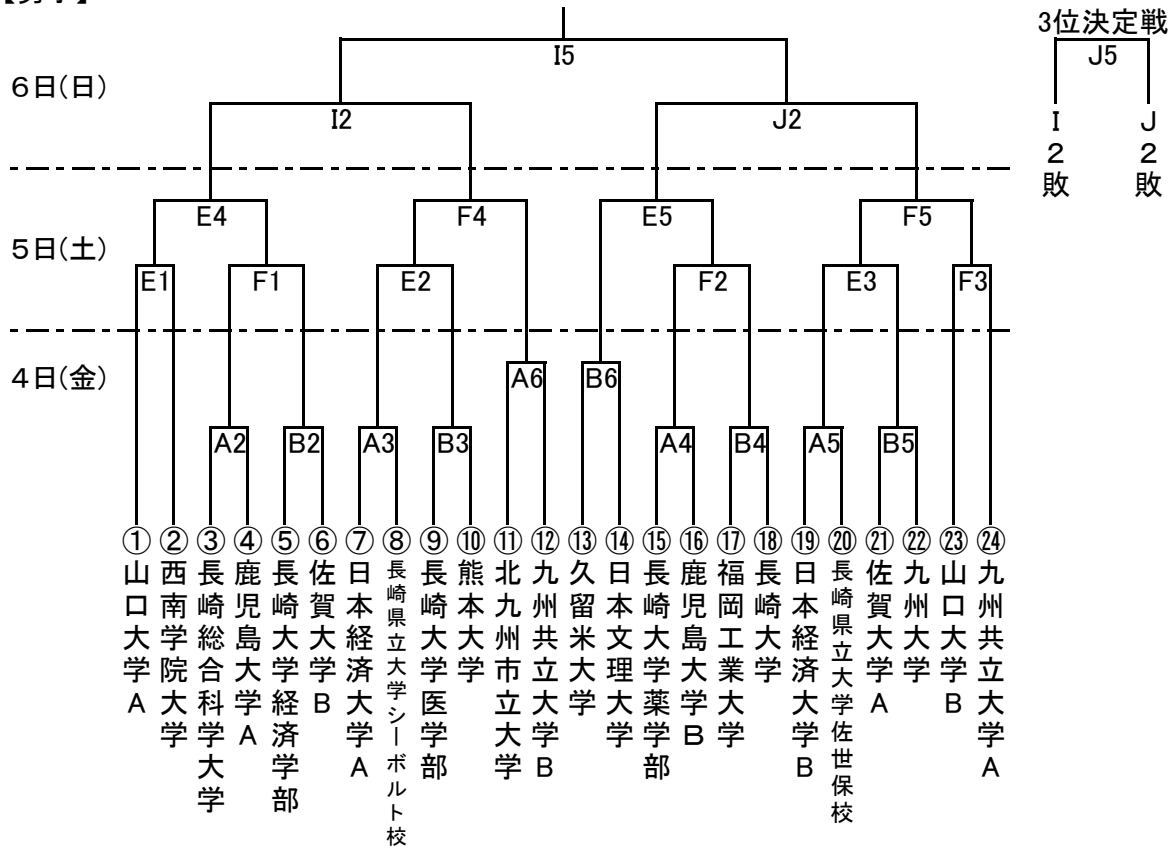 3位決定戦
I5
J5
6日(日)
I2
J2
I2敗
J2敗
E4
F4
E5
F5
5日(土)
E1
F1
E2
F2
E3
F3
4日(金)
A6
B6
A2
B2
A3
B3
A4
B4
A5
B5
①山口大学A
②西南学院大学
③長崎総合科学大学
④鹿児島大学A
⑤長崎大学経済学部
⑥佐賀大学B
⑦日本経済大学A
⑧長崎県立大学シーボルト校
⑨長崎大学医学部
⑩熊本大学
⑪北九州市立大学
⑫九州共立大学B
⑬久留米大学
⑭日本文理大学
⑮長崎大学薬学部
⑯鹿児島大学B
⑰福岡工業大学
⑱長崎大学
⑲日本経済大学B
⑳長崎県立大学佐世保校
㉑佐賀大学A
㉒九州大学
㉓山口大学B
㉔九州共立大学A